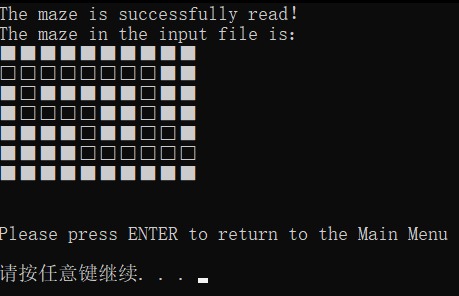 The maze is successfully read!
The maze in the input file is:
■■■■■■■■■■
□□□□□□□□■■
■□■■■■■□■■
■□□□□■■□■■
■■■■□■■□□■
■■■■□□□□□□
■■■■■■■■■■
Please press ENTER to return to the Main Menu
请按任意键继续. . .